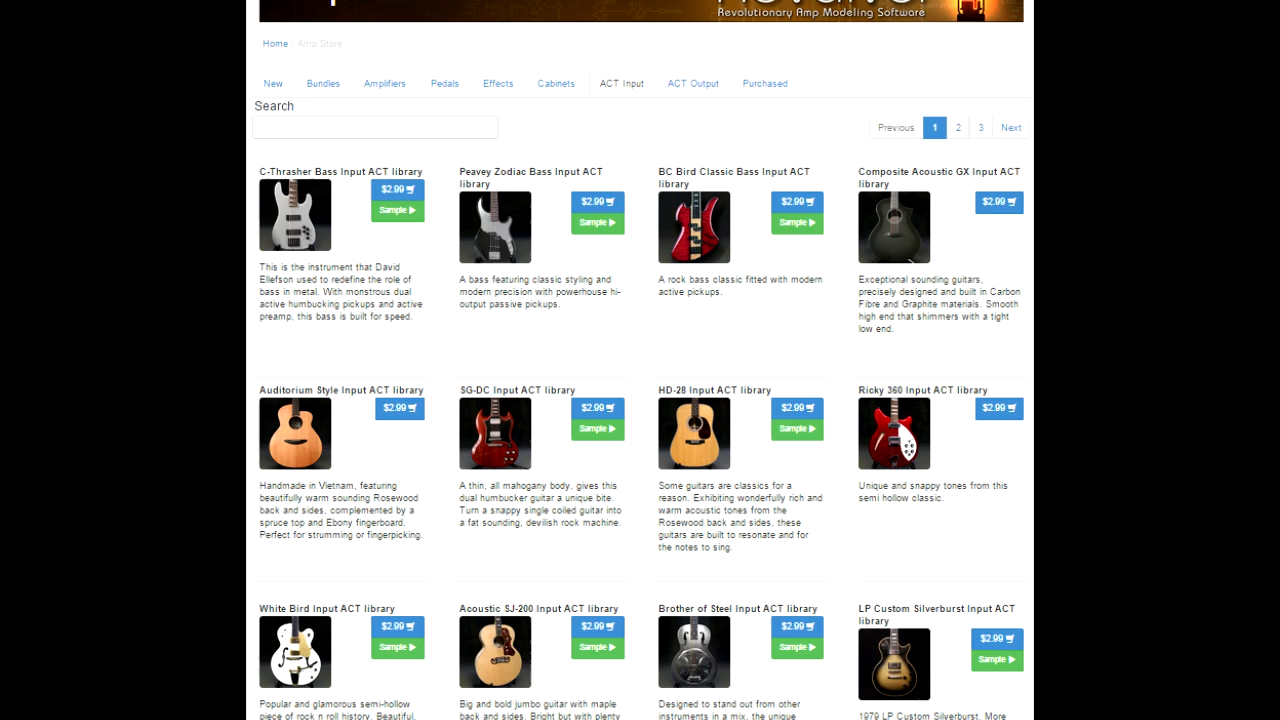 Revolutionary Amp Modeling Software
Home Amp Store
New Bundles Amplifiers Pedals Effects Cabinets ACT Input ACT Output Purchased
Search
Previous 1 2 3 Next
C-Thrasher Bass Input ACT library
$2.99
Sample
This is the instrument that David
Ellefson used to redefine the role of
bass in metal. With monstrous dual
active humbucking pickups and active
preamp, this bass is built for speed.
Peavey Zodiac Bass Input ACT
library
$2.99
Sample
A bass featuring classic styling and
modern precision with powerhouse hi-
output passive pickups.
BC Bird Classic Bass Input ACT
library
$2.99
Sample
A rock bass classic fitted with modern
active pickups.
Composite Acoustic GX Input ACT
library
$2.99
Exceptional sounding guitars,
precisely designed and built in Carbon
Fibre and Graphite materials. Smooth
high end that shimmers with a tight
low end.
Auditorium Style Input ACT library
$2.99
Handmade in Vietnam, featuring
beautifully warm sounding Rosewood
back and sides, complemented by a
spruce top and Ebony fingerboard.
Perfect for strumming or fingerpicking.
SG-DC Input ACT library
$2.99
Sample
A thin, all mahogany body, gives this
dual humbucker guitar a unique bite.
Turn a snappy single coiled guitar into
a fat sounding, devilish rock machine.
HD-28 Input ACT library
$2.99
Sample
Some guitars are classics for a
reason. Exhibiting wonderfully rich and
warm acoustic tones from the
Rosewood back and sides, these
guitars are built to resonate and for
the notes to sing.
Ricky 360 Input ACT library
$2.99
Unique and snappy tones from this
semi hollow classic.
White Bird Input ACT library
$2.99
Sample
Popular and glamorous semi-hollow
piece of rock n roll history. Beautiful,
Acoustic SJ-200 Input ACT library
$2.99
Sample
Big and bold jumbo guitar with maple
back and sides. Bright but with plenty
Brother of Steel Input ACT library
$2.99
Sample
Designed to stand out from other
instruments in a mix, the unique
LP Custom Silverburst Input ACT
library
$2.99
Sample
1979 LP Custom Silverburst. More